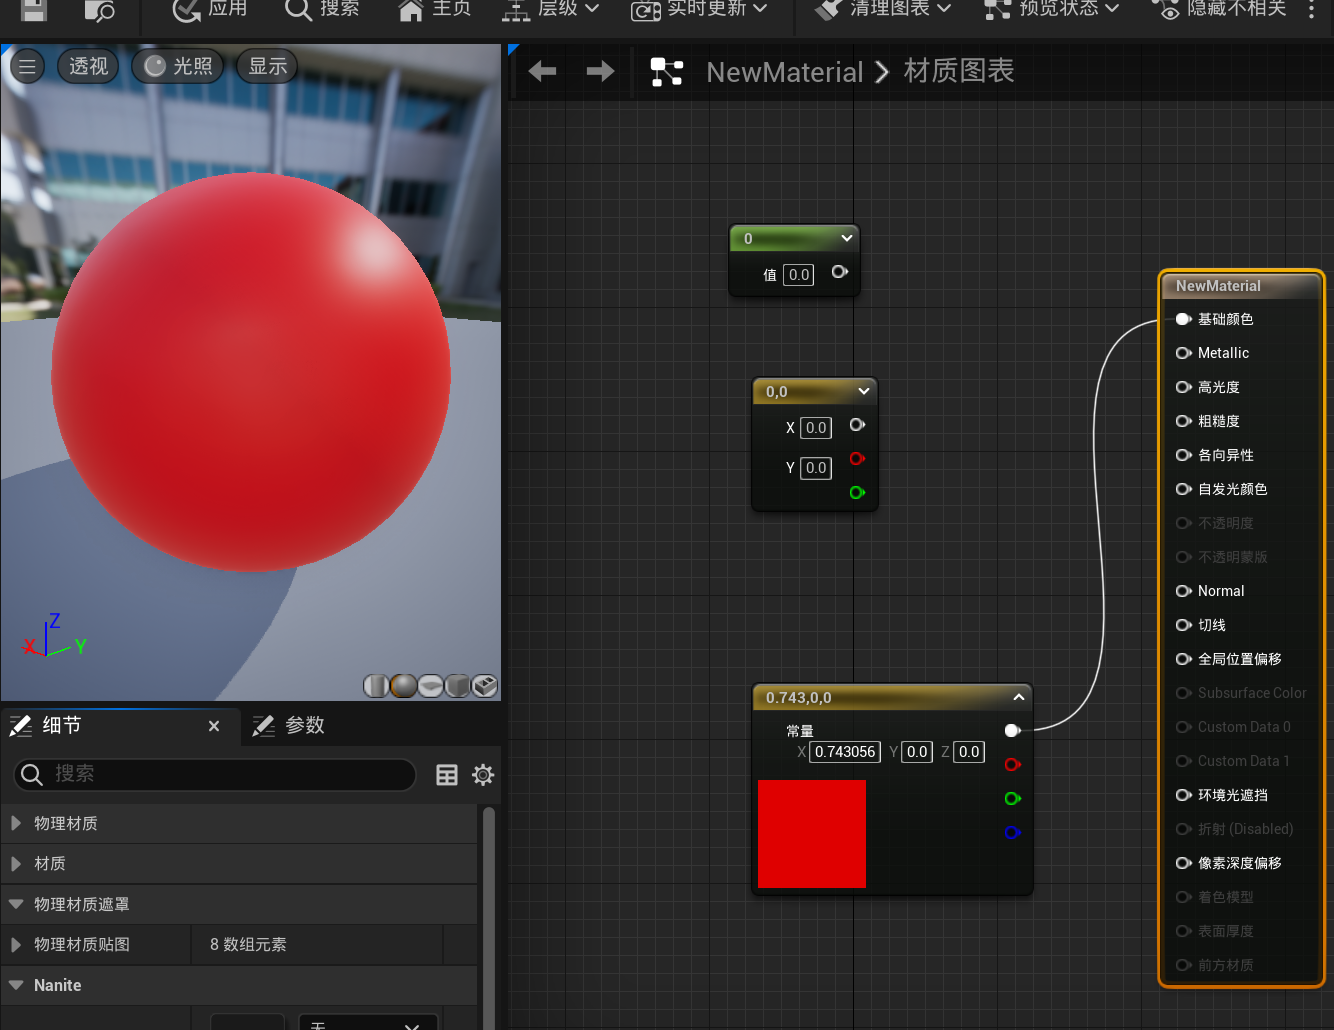 应用
搜索
主页
层级
实时更新
清理图表
预览状态
隐藏不相关
透视
光照
显示
NewMaterial
材质图表
Z
X
Y
细节
参数
搜索
物理材质
材质
物理材质遮罩
物理材质贴图
8 数组元素
Nanite
无
0
值 0.0
0,0
X 0.0
Y 0.0
0.743,0,0
常量
X 0.743056 Y 0.0 Z 0.0
NewMaterial
基础颜色
Metallic
高光度
粗糙度
各向异性
自发光颜色
不透明度
不透明蒙版
Normal
切线
全局位置偏移
Subsurface Color
Custom Data 0
Custom Data 1
环境光遮挡
折射 (Disabled)
像素深度偏移
着色模型
表面厚度
前方材质